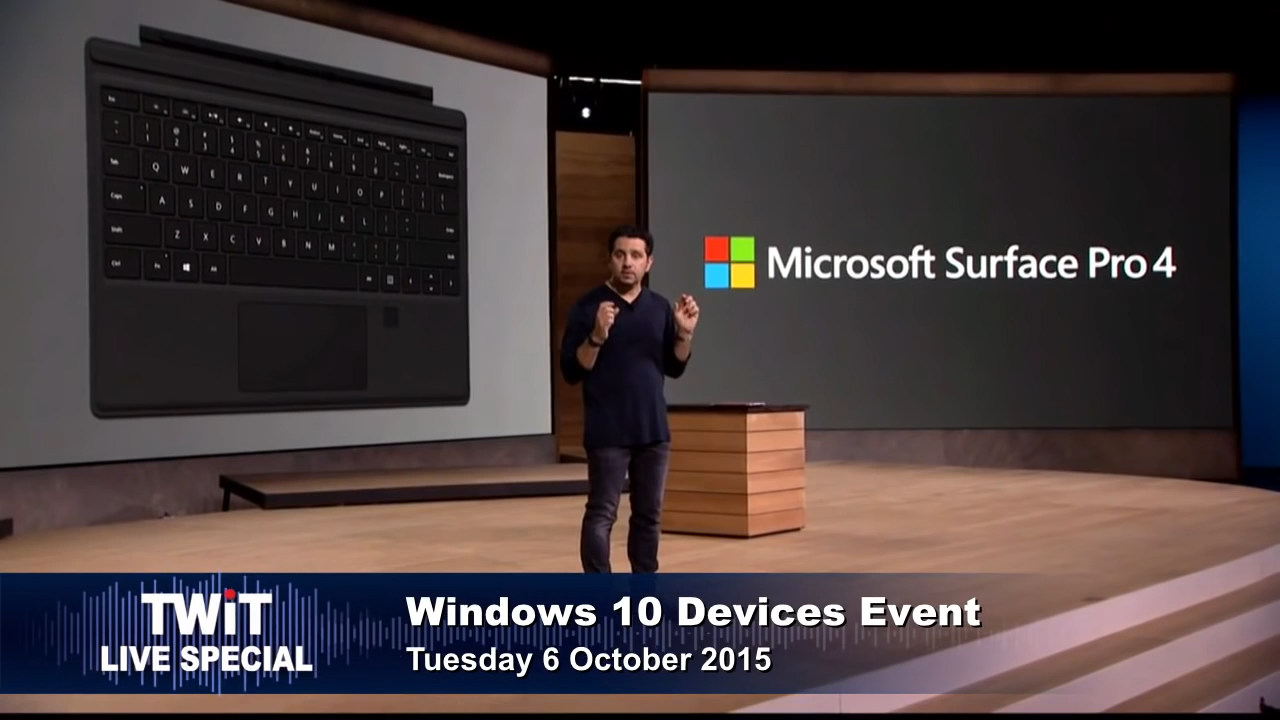 Q W E R T Y U I O P
A S D F G H J K L
Z X C V B N M
Microsoft Surface Pro 4
TWiT
LIVE SPECIAL
Windows 10 Devices Event
Tuesday 6 October 2015